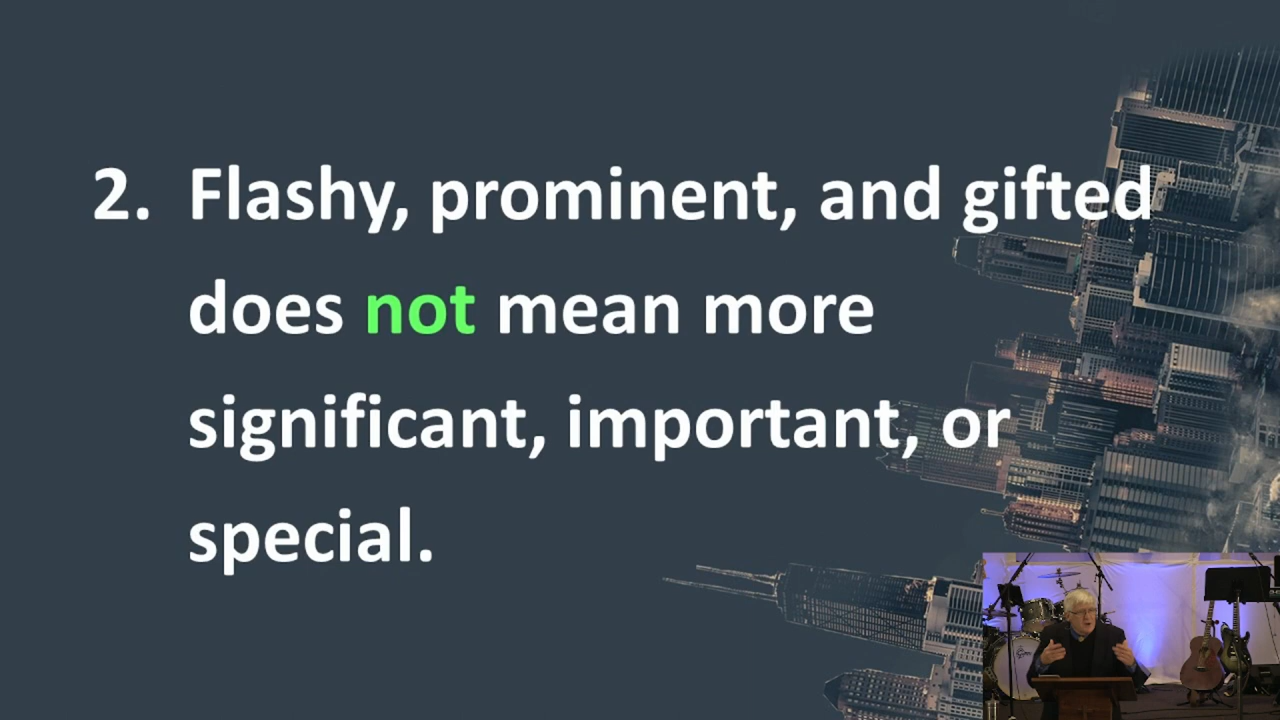 2. Flashy, prominent, and gifted
does not mean more
significant, important, or
special.